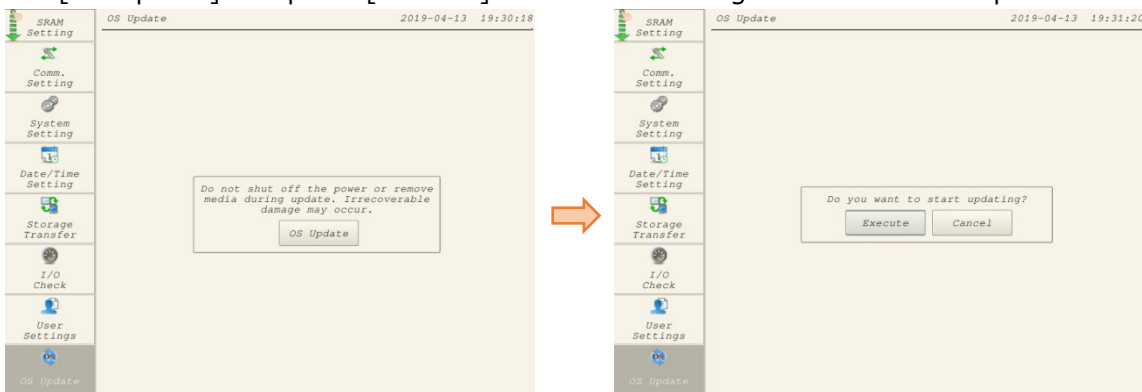 OS Update 2019-04-13 19:30:18
SRAM
Setting
Comm.
Setting
System
Setting
Date/Time
Setting
Storage
Transfer
I/O
Check
User
Settings
OS Update
Do not shut off the power or remove
media during update. Irrecoverable
damage may occur.
OS Update
OS Update 2019-04-13 19:31:20
SRAM
Setting
Comm.
Setting
System
Setting
Date/Time
Setting
Storage
Transfer
I/O
Check
User
Settings
OS Update
Do you want to start updating?
Execute Cancel